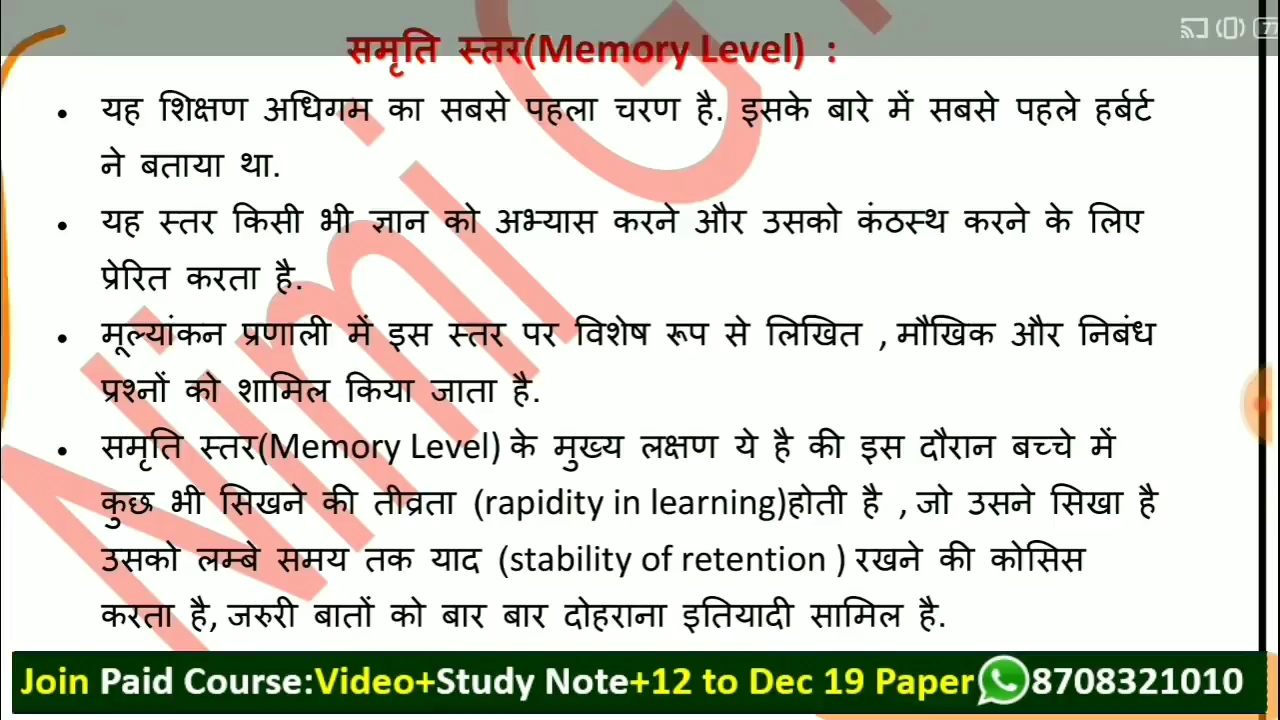 समृति स्तर(Memory Level) :
• यह शिक्षण अधिगम का सबसे पहला चरण है. इसके बारे में सबसे पहले हर्बर्ट
ने बताया था.
• यह स्तर किसी भी ज्ञान को अभ्यास करने और उसको कंठस्थ करने के लिए
प्रेरित करता है.
• मूल्यांकन प्रणाली में इस स्तर पर विशेष रूप से लिखित , मौखिक और निबंध
प्रश्नों को शामिल किया जाता है.
• समृति स्तर(Memory Level) के मुख्य लक्षण ये है की इस दौरान बच्चे में
कुछ भी सिखने की तीव्रता (rapidity in learning)होती है , जो उसने सिखा है
उसको लम्बे समय तक याद (stability of retention ) रखने की कोसिस
करता है, जरुरी बातों को बार बार दोहराना इतियादी सामिल है.
Join Paid Course:Video+Study Note+12 to Dec 19 Paper 8708321010
Nimi G
77